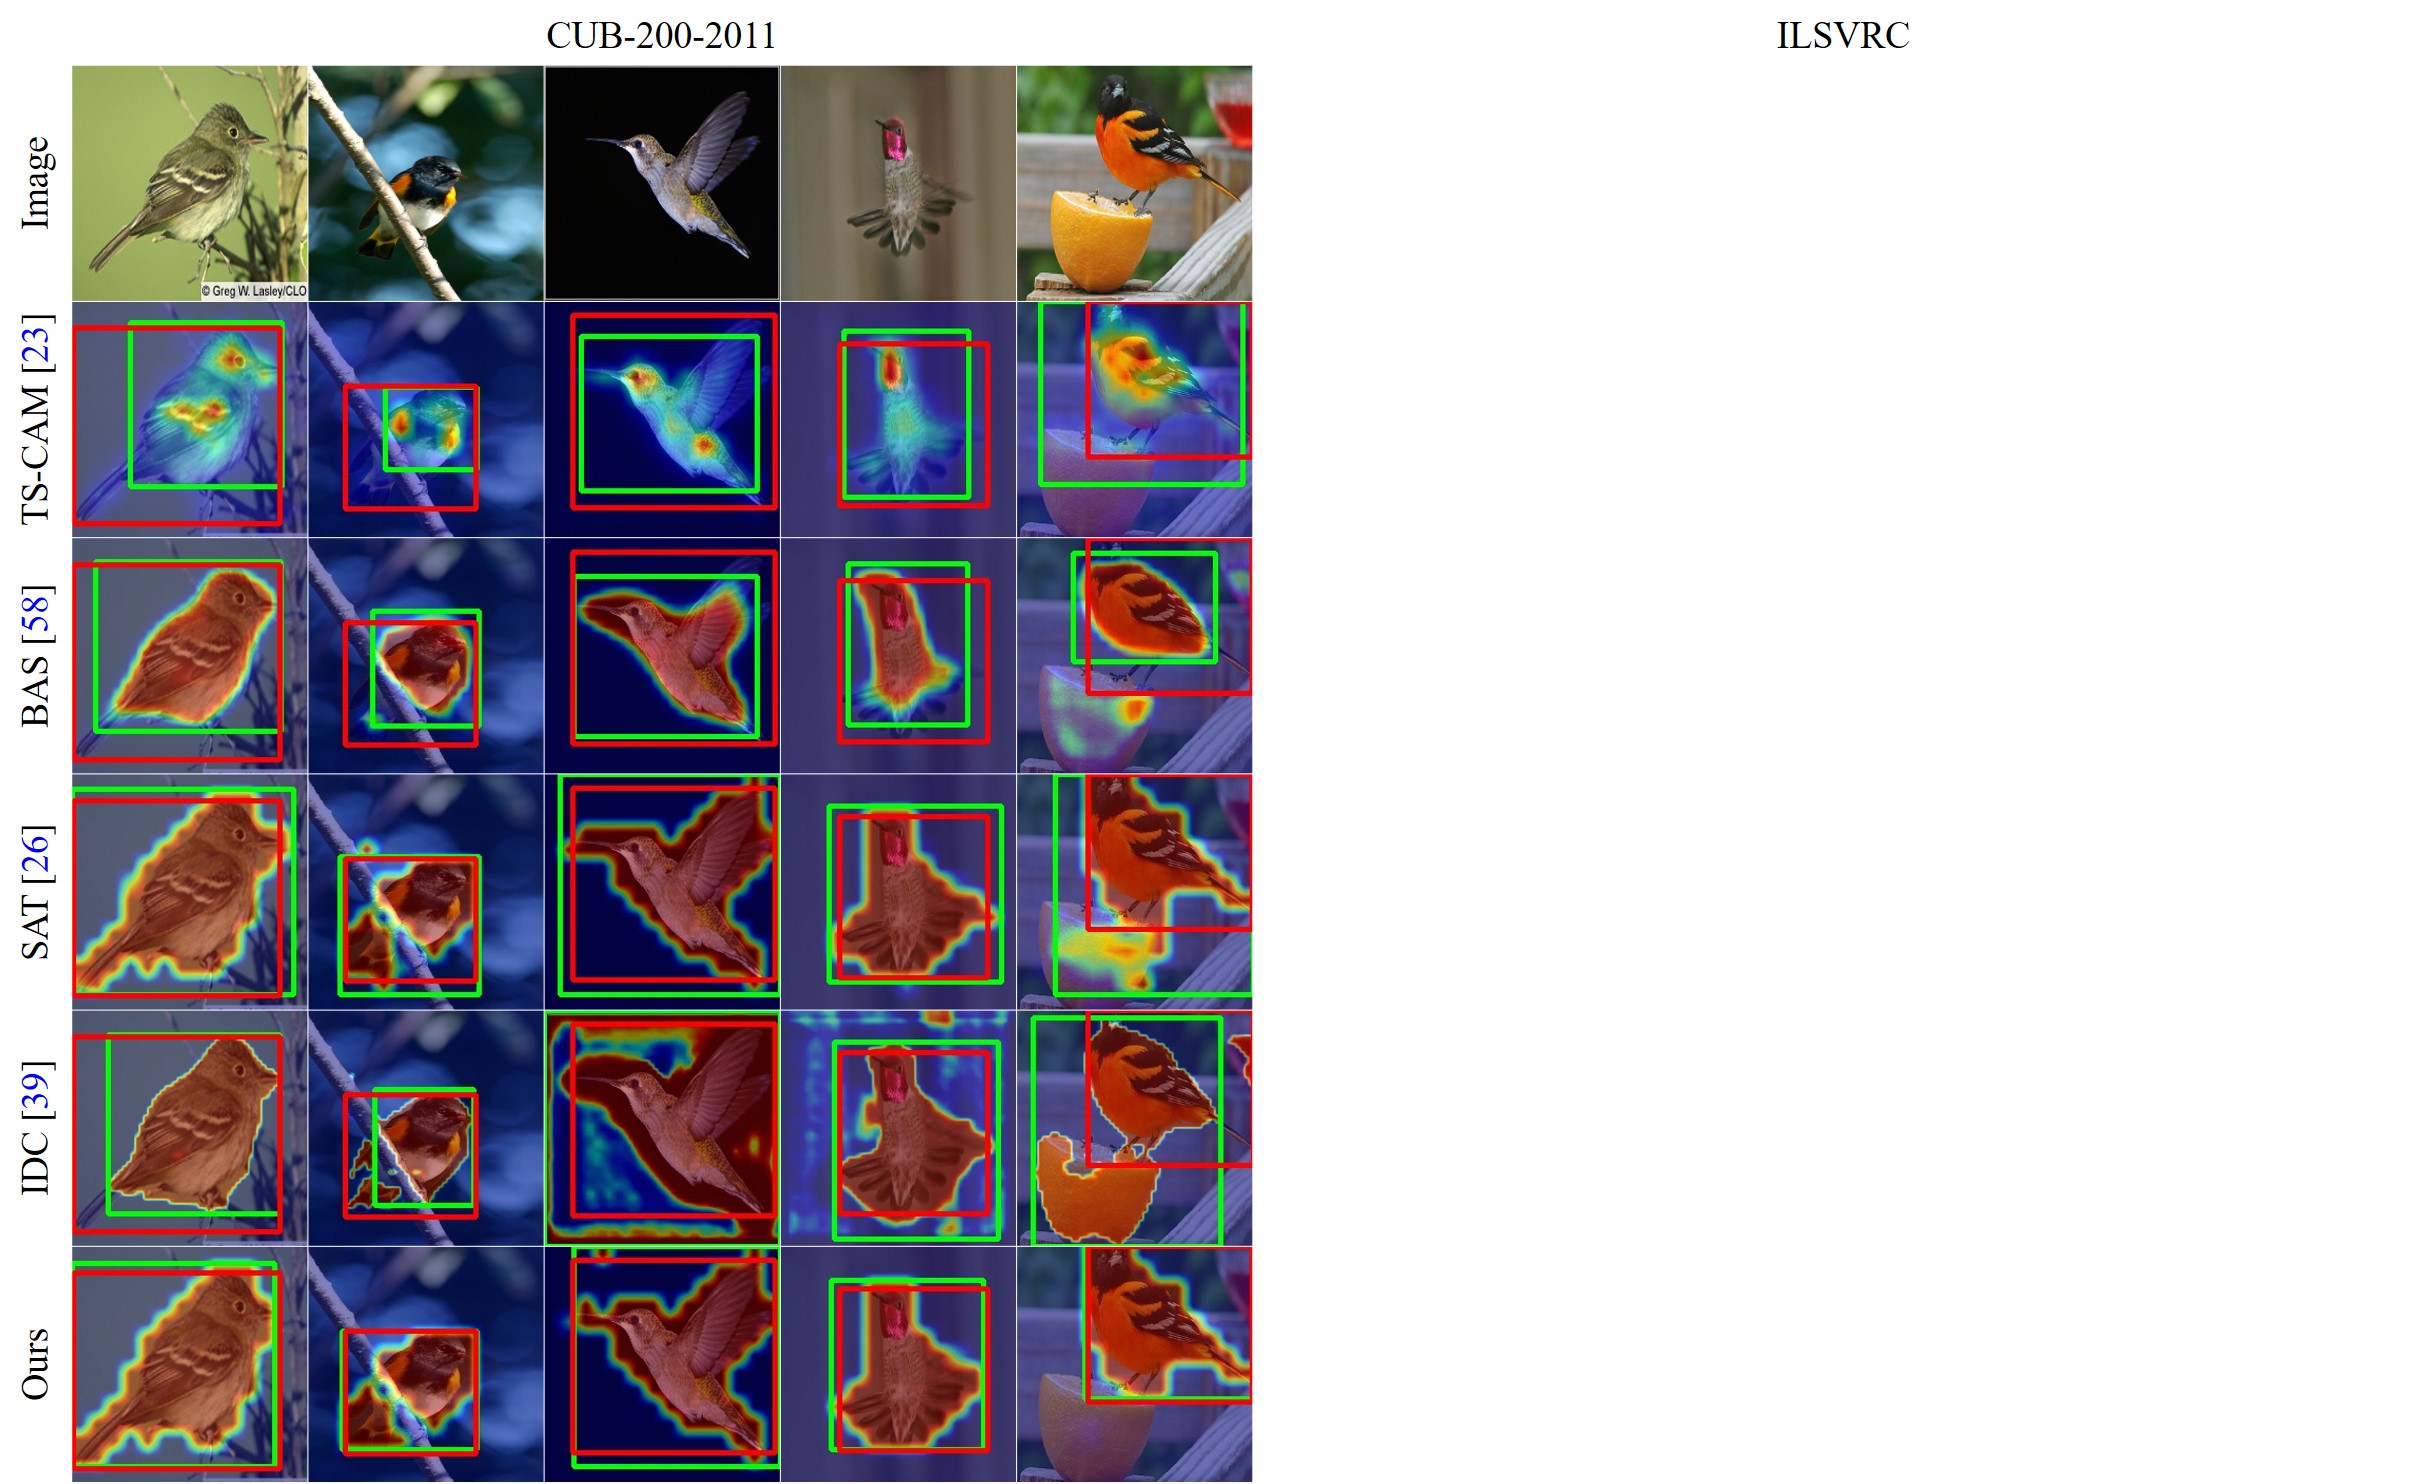 CUB-200-2011
ILSVRC
Image
© Greg W. Lasley/CLO
TS-CAM [23]
BAS [58]
SAT [26]
IDC [39]
Ours